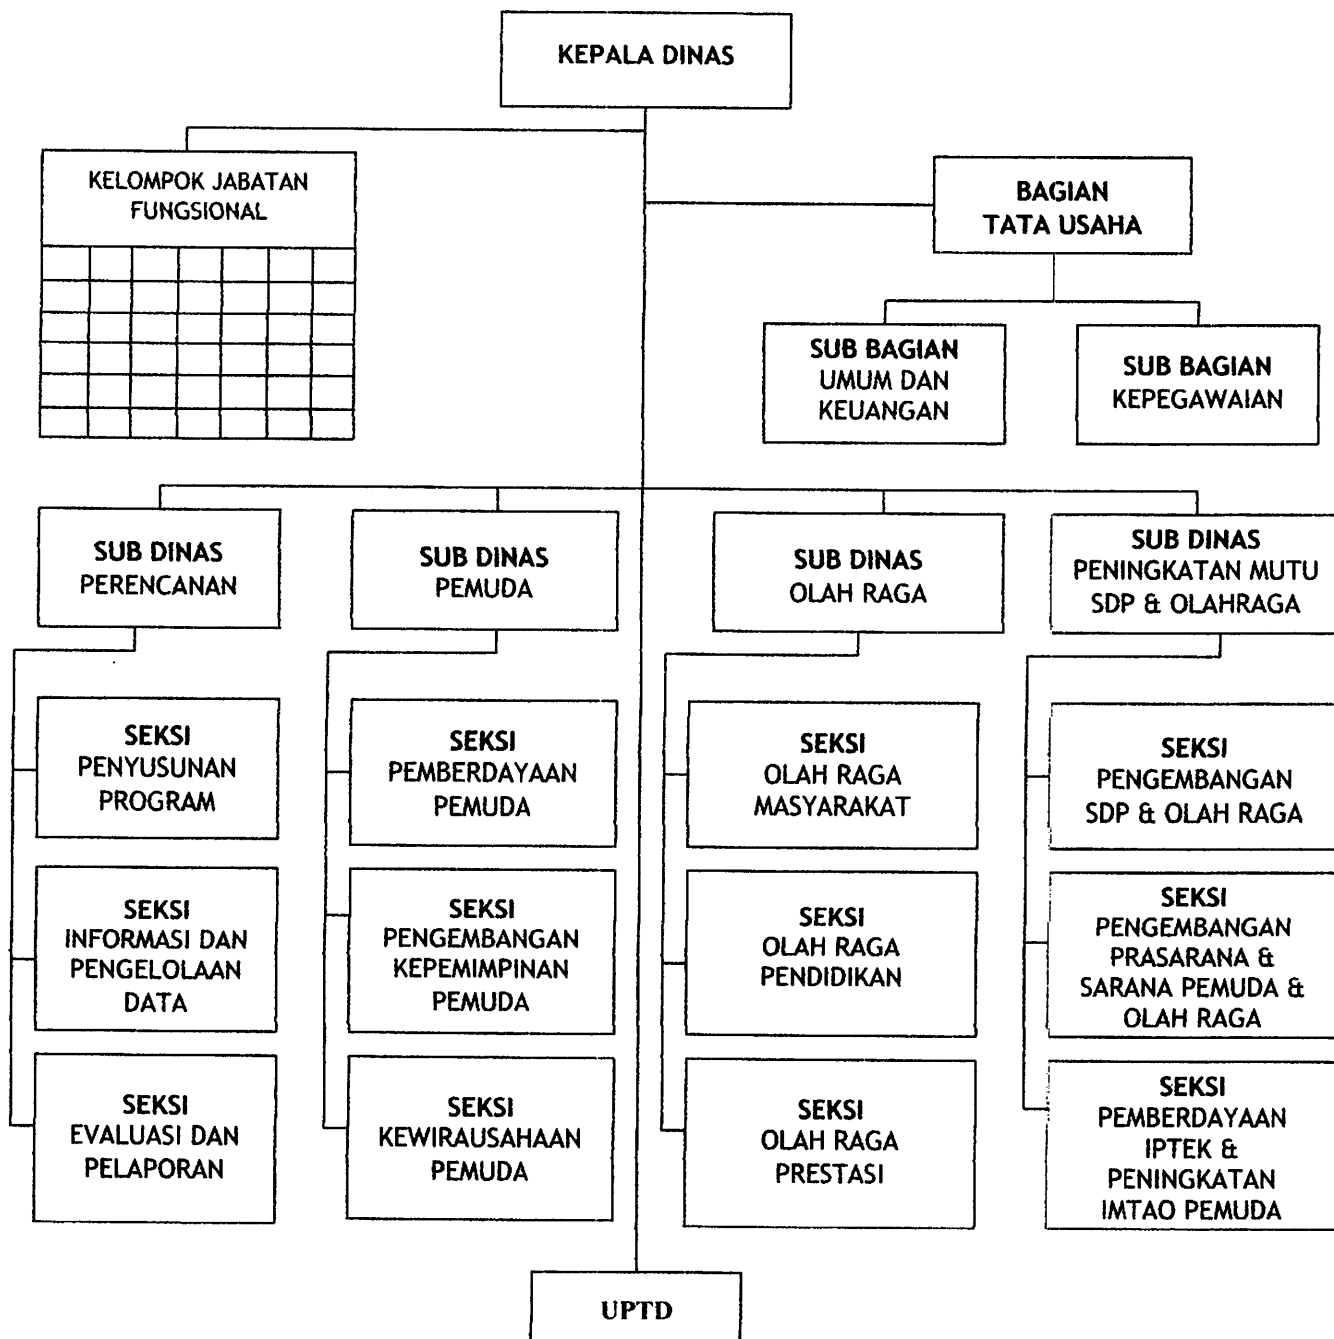 KEPALA DINAS
KELOMPOK JABATAN
FUNGSIONAL
BAGIAN
TATA USAHA
SUB BAGIAN
UMUM DAN
KEUANGAN
SUB BAGIAN
KEPEGAWAIAN
SUB DINAS
PERENCANAN
SUB DINAS
PEMUDA
SUB DINAS
OLAH RAGA
SUB DINAS
PENINGKATAN MUTU
SDP & OLAHRAGA
SEKSI
PENYUSUNAN
PROGRAM
SEKSI
PEMBERDAYAAN
PEMUDA
SEKSI
OLAH RAGA
MASYARAKAT
SEKSI
PENGEMBANGAN
SDP & OLAH RAGA
SEKSI
INFORMASI DAN
PENGELOLAAN
DATA
SEKSI
PENGEMBANGAN
KEPEMIMPINAN
PEMUDA
SEKSI
OLAH RAGA
PENDIDIKAN
SEKSI
PENGEMBANGAN
PRASARANA &
SARANA PEMUDA &
OLAH RAGA
SEKSI
EVALUASI DAN
PELAPORAN
SEKSI
KEWIRAUSAHAAN
PEMUDA
SEKSI
OLAH RAGA
PRESTASI
SEKSI
PEMBERDAYAAN
IPTEK &
PENINGKATAN
IMTAO PEMUDA
UPTD